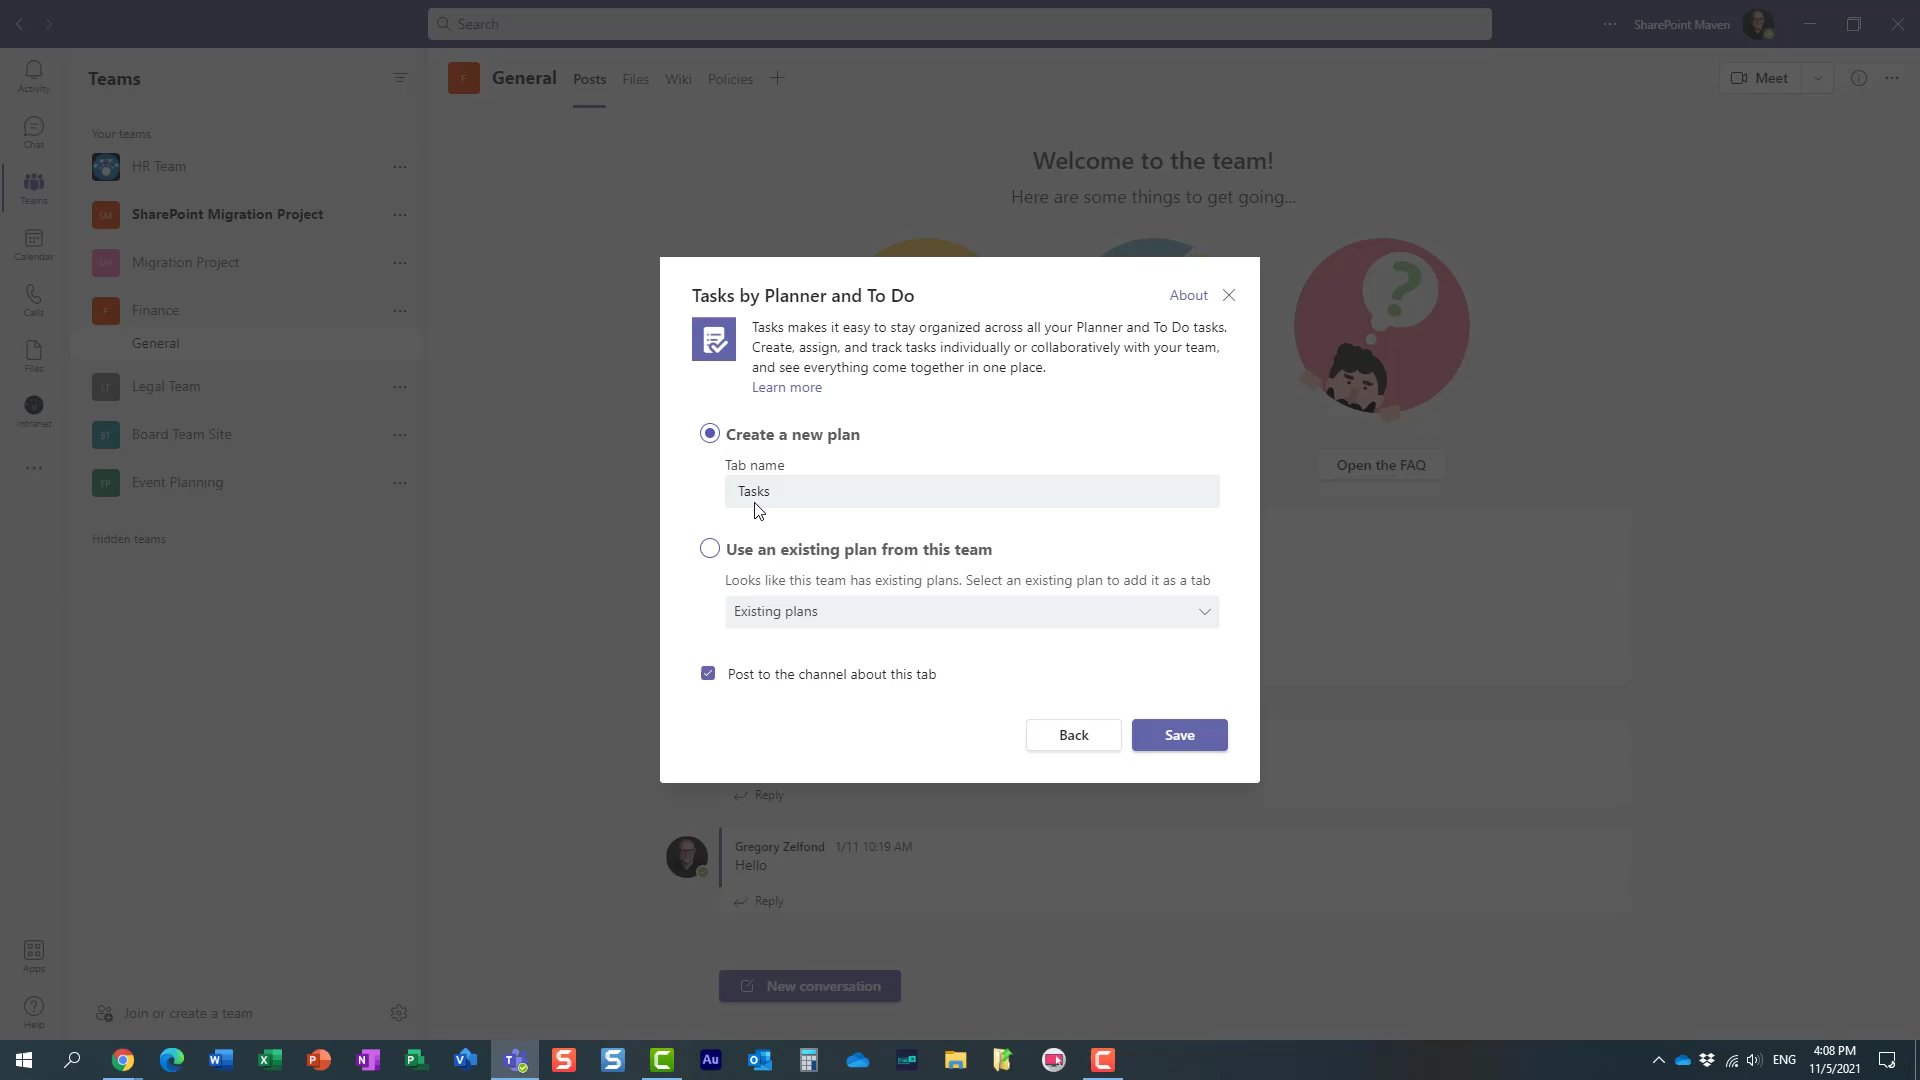 Search
SharePoint Maven
Activity
Chat
Teams
Calendar
Calls
Files
Intranet
Apps
Help
Teams
Your teams
HR Team
SM SharePoint Migration Project
MP Migration Project
F Finance
General
LT Legal Team
BT Board Team Site
EP Event Planning
Hidden teams
Join or create a team
F General Posts Files Wiki Policies
Meet
Welcome to the team!
Here are some things to get going...
Open the FAQ
Tasks by Planner and To Do
About
Tasks makes it easy to stay organized across all your Planner and To Do tasks.
Create, assign, and track tasks individually or collaboratively with your team,
and see everything come together in one place.
Learn more
Create a new plan
Tab name
Tasks
Use an existing plan from this team
Looks like this team has existing plans. Select an existing plan to add it as a tab
Existing plans
Post to the channel about this tab
Back
Save
Reply
Gregory Zelfond 1/11 10:19 AM
Hello
Reply
New conversation
ENG
4:08 PM
11/5/2021